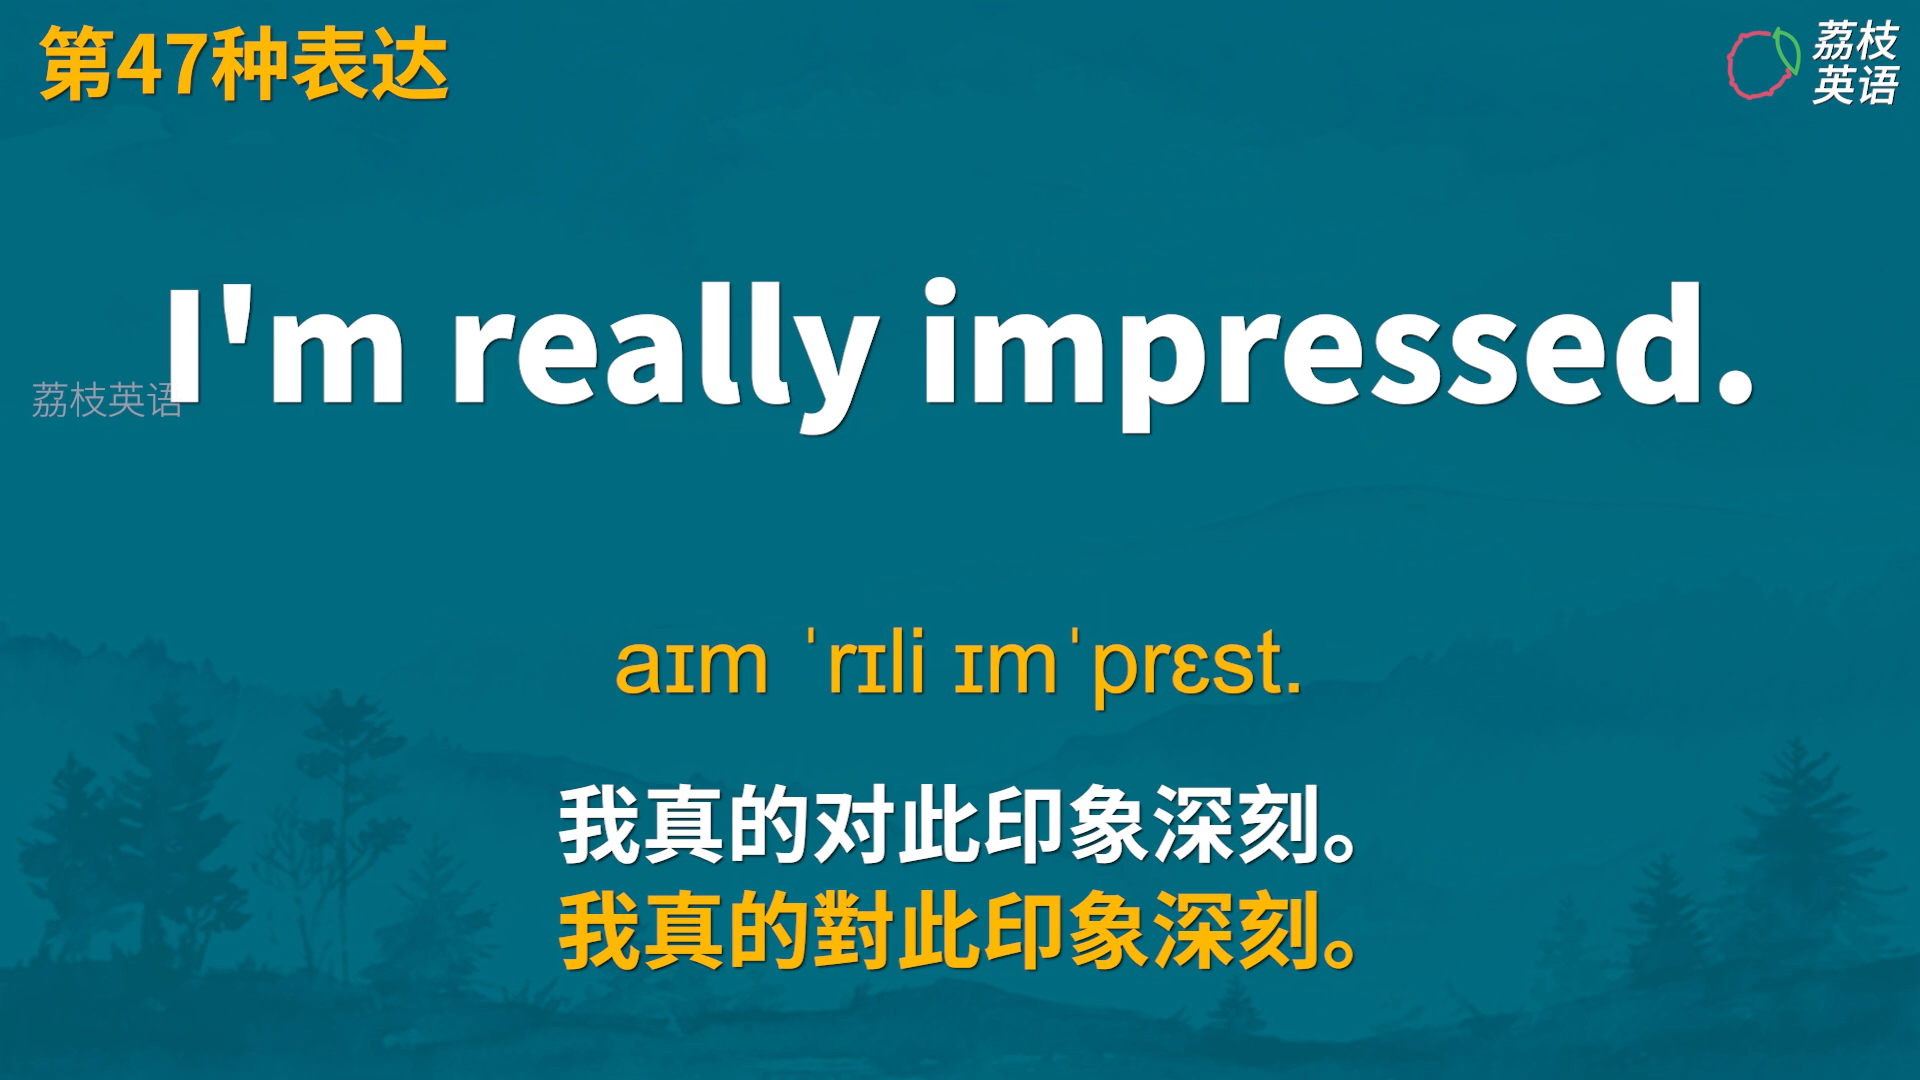 第47种表达
荔枝
英语
I'm really impressed.
荔枝英语
aɪm ˈrɪli ɪmˈprɛst.
我真的对此印象深刻。
我真的對此印象深刻。